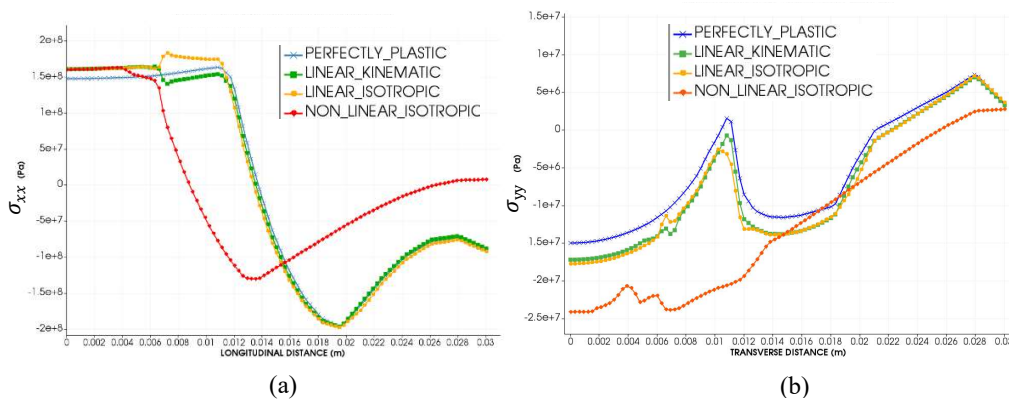 2e+8
1.5e+8
1e+8
5e+7
0
-5e+7
-1e+8
-1.5e+8
-2e+8
σxx (Pa)
PERFECTLY_PLASTIC
LINEAR_KINEMATIC
LINEAR_ISOTROPIC
NON_LINEAR_ISOTROPIC
0 0.002 0.004 0.006 0.008 0.01 0.012 0.014 0.016 0.018 0.02 0.022 0.024 0.026 0.028 0.03
LONGITUDINAL DISTANCE (m)
(a)
1.5e+7
1e+7
5e+6
0
-5e+6
-1e+7
-1.5e+7
-2e+7
-2.5e+7
σyy (Pa)
PERFECTLY_PLASTIC
LINEAR_KINEMATIC
LINEAR_ISOTROPIC
NON_LINEAR_ISOTROPIC
0 0.002 0.004 0.006 0.008 0.01 0.012 0.014 0.016 0.018 0.02 0.022 0.024 0.026 0.028 0.03
TRANSVERSE DISTANCE (m)
(b)